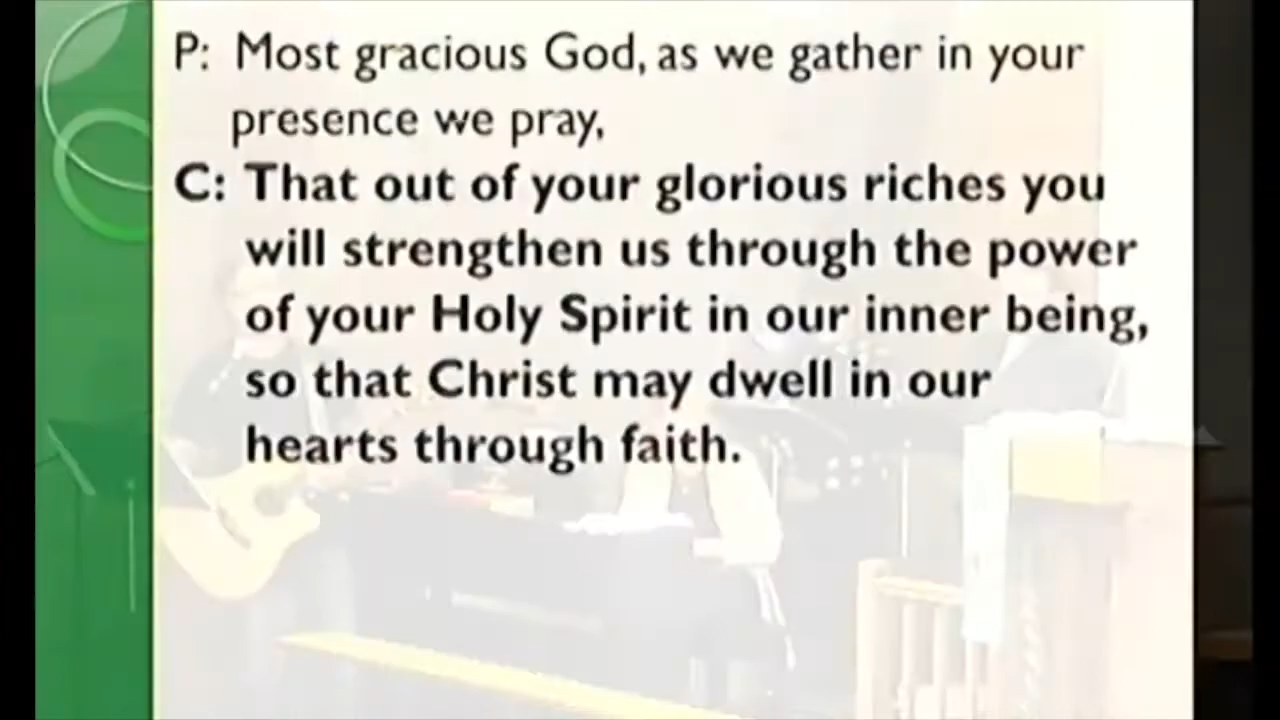 P: Most gracious God, as we gather in your
presence we pray,
C: That out of your glorious riches you
will strengthen us through the power
of your Holy Spirit in our inner being,
so that Christ may dwell in our
hearts through faith.